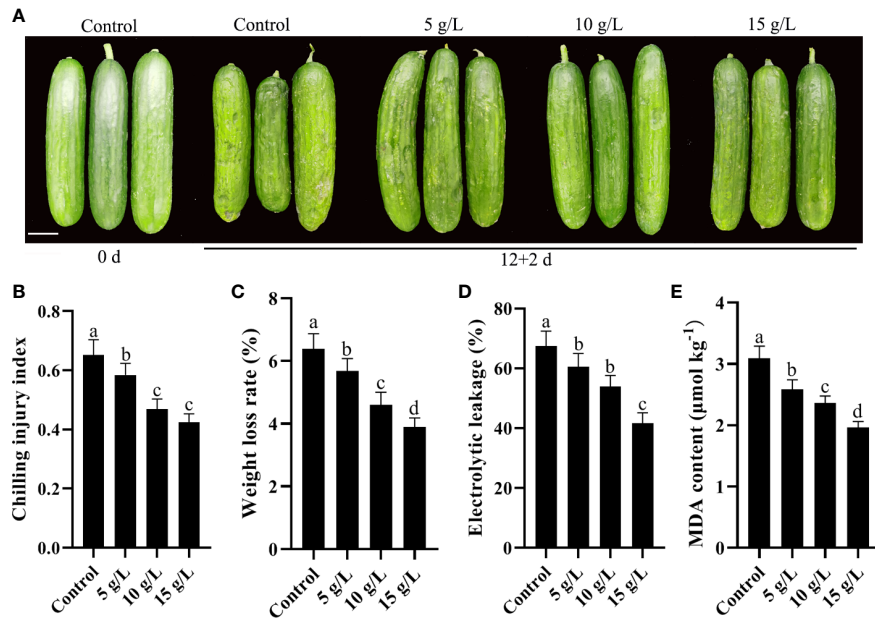 A
Control Control 5 g/L 10 g/L 15 g/L
0 d 12+2 d
B
Chilling injury index
0.8
0.6
0.4
0.2
0.0
a b c c
Control 5 g/L 10 g/L 15 g/L
C
Weight loss rate (%)
8
6
4
2
0
a b c d
Control 5 g/L 10 g/L 15 g/L
D
Electrolytic leakage (%)
80
60
40
20
0
a b b c
Control 5 g/L 10 g/L 15 g/L
E
MDA content (μmol kg⁻¹)
4
3
2
1
0
a b c d
Control 5 g/L 10 g/L 15 g/L